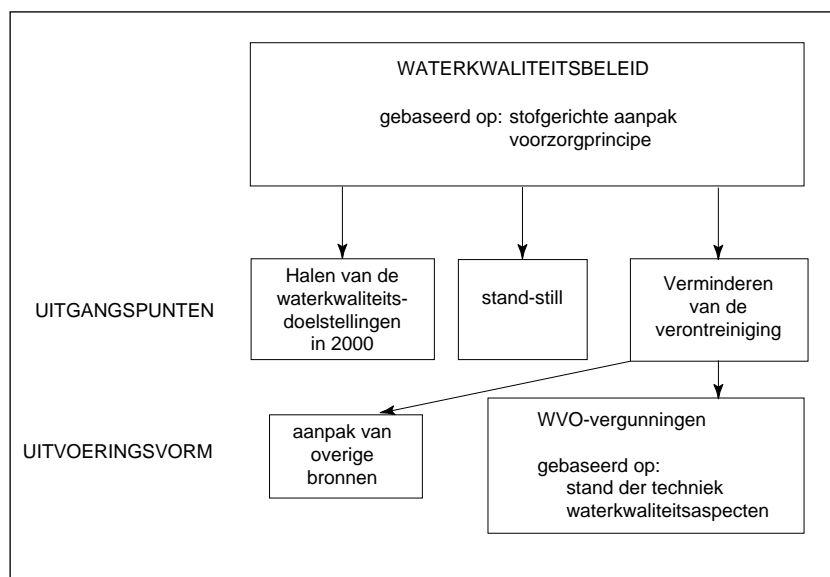 WATERKWALITEITSBELEID
gebaseerd op: stofgerichte aanpak
voorzorgprincipe
UITGANGSPUNTEN
Halen van de
waterkwaliteits-
doelstellingen
in 2000
stand-still
Verminderen
van de
verontreiniging
UITVOERINGSVORM
aanpak van
overige
bronnen
WVO-vergunningen
gebaseerd op:
stand der techniek
waterkwaliteitsaspecten